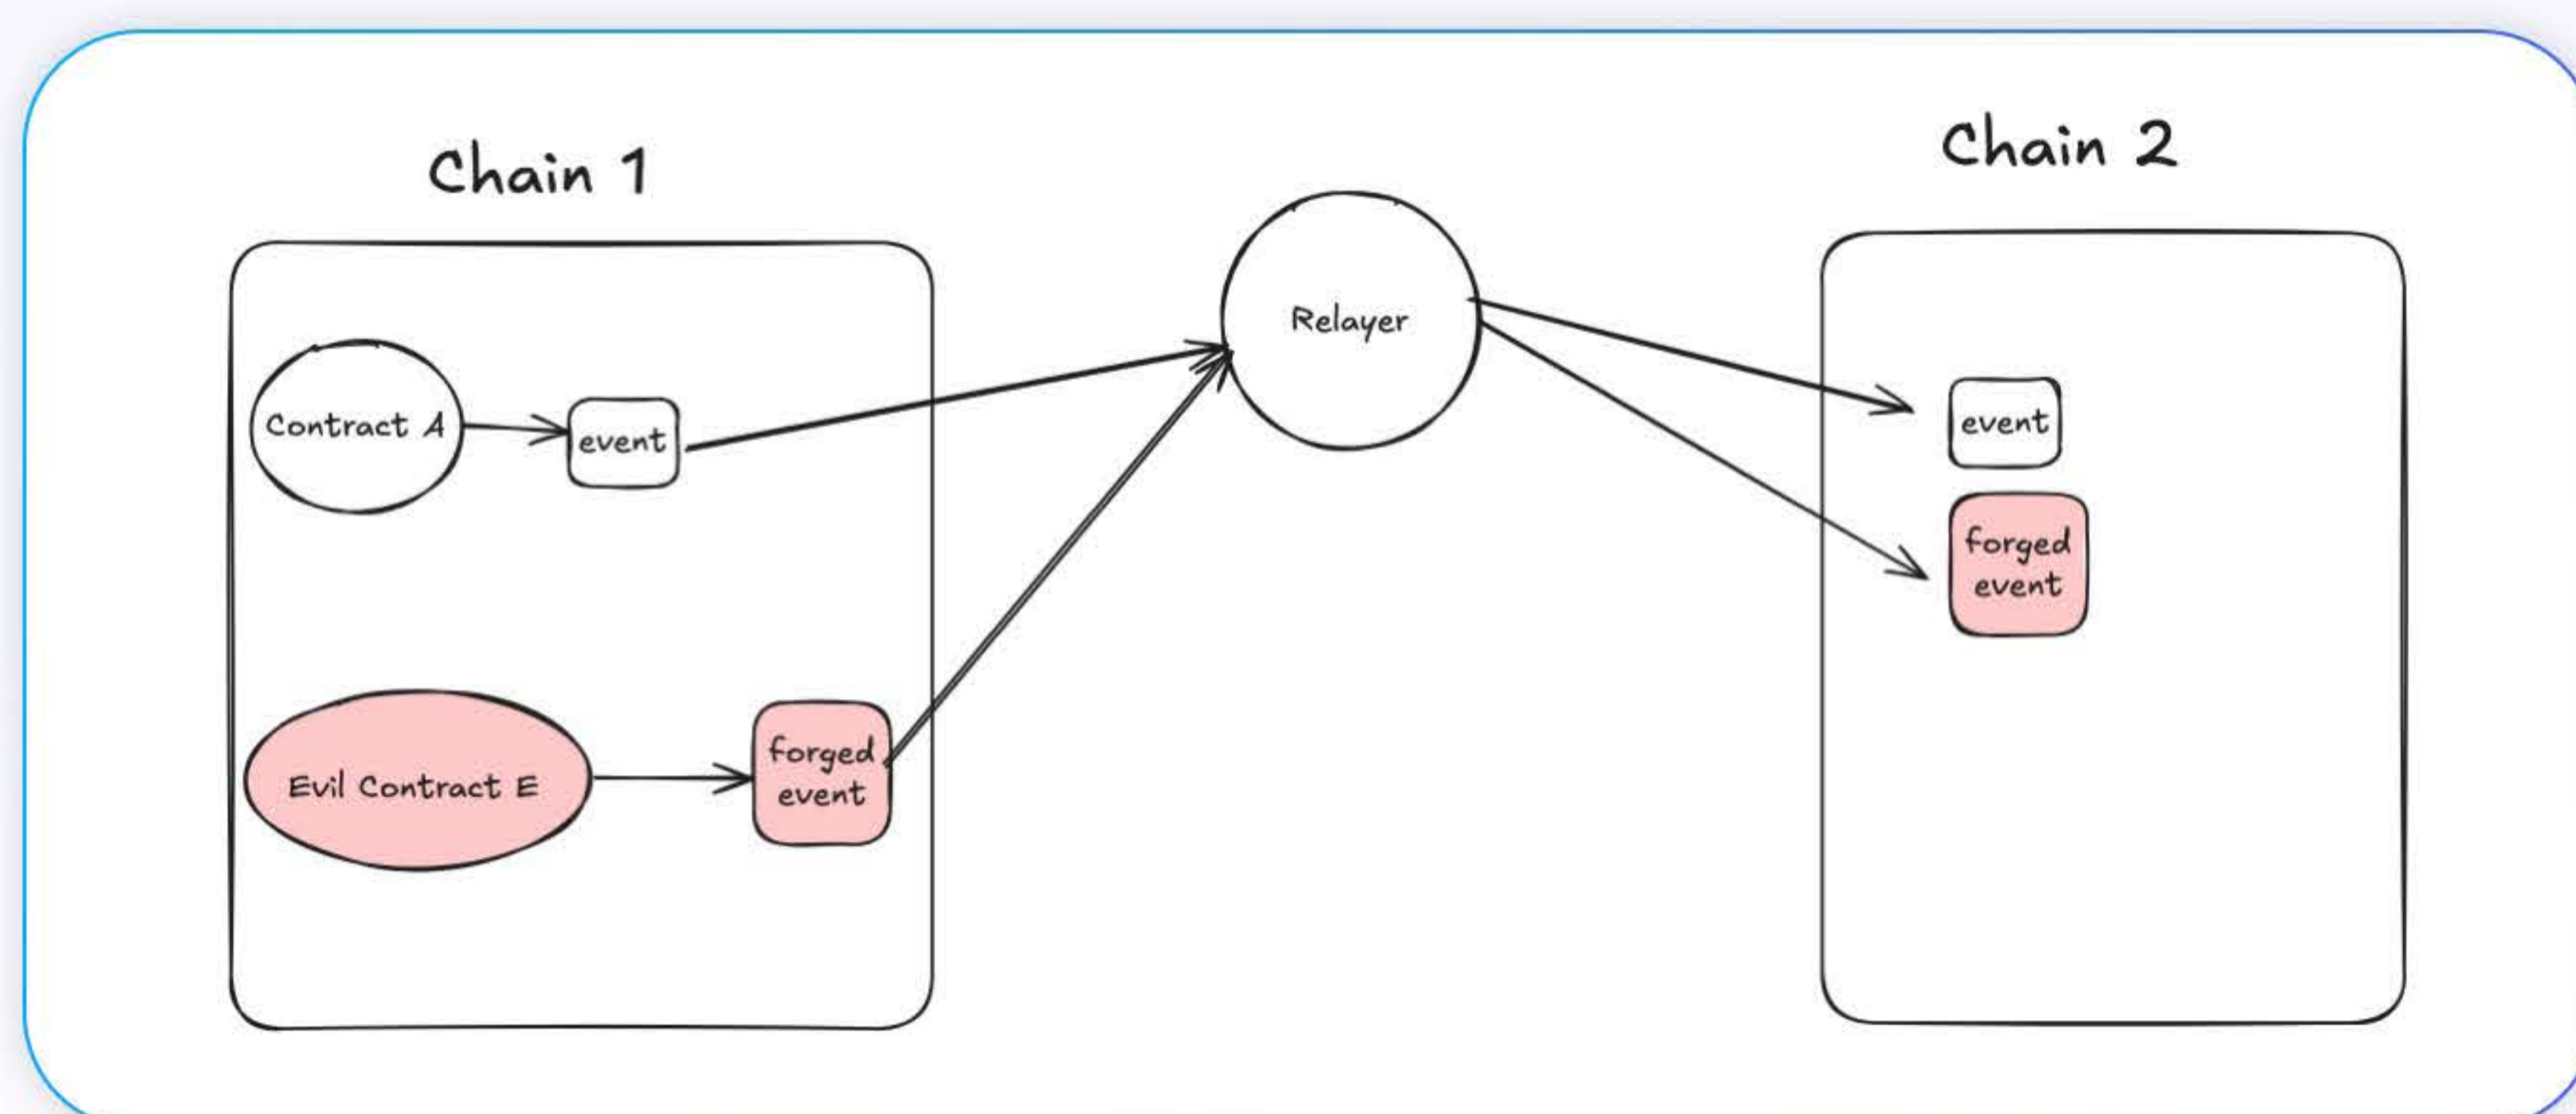 Chain 1
Contract A
event
Evil Contract E
forged
event
Relayer
Chain 2
event
forged
event